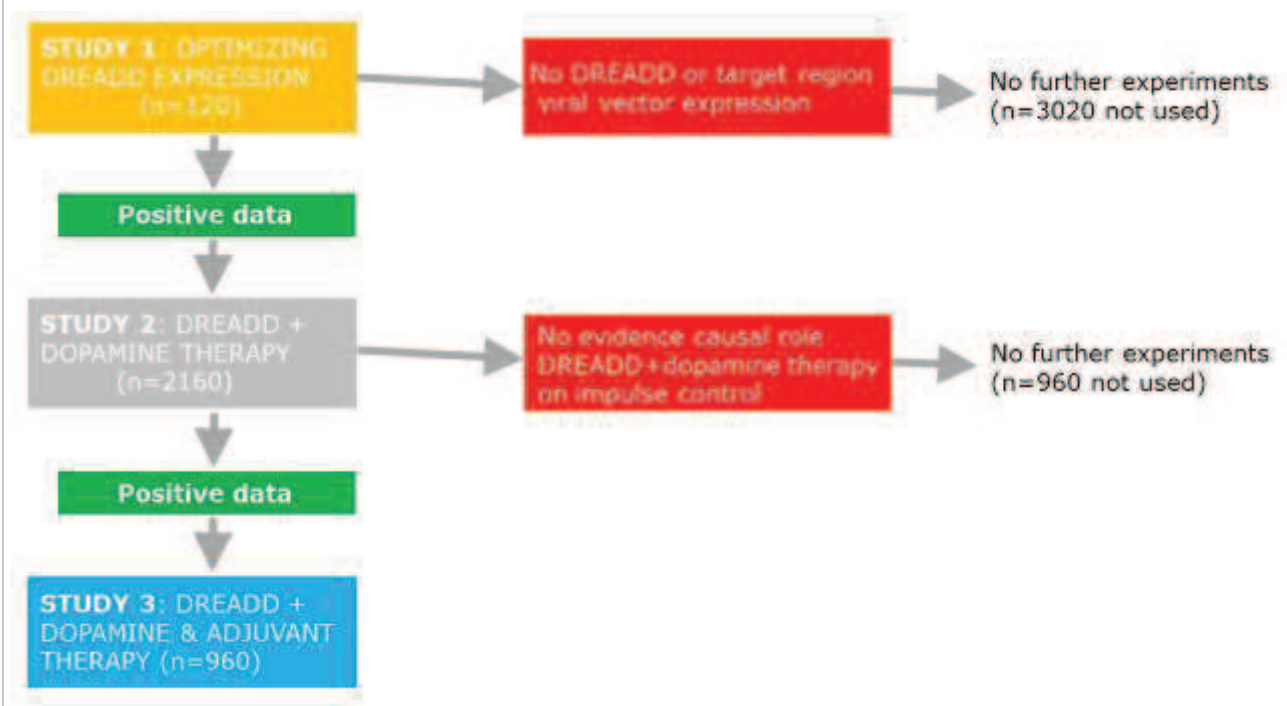 STUDY 1: OPTIMIZING
DREADD EXPRESSION
(n=120)
No DREADD or target region
viral vector expression
No further experiments
(n=3020 not used)
Positive data
STUDY 2: DREADD +
DOPAMINE THERAPY
(n=2160)
No evidence causal role
DREADD+dopamine therapy
on impulse control
No further experiments
(n=960 not used)
Positive data
STUDY 3: DREADD +
DOPAMINE & ADJUVANT
THERAPY (n=960)